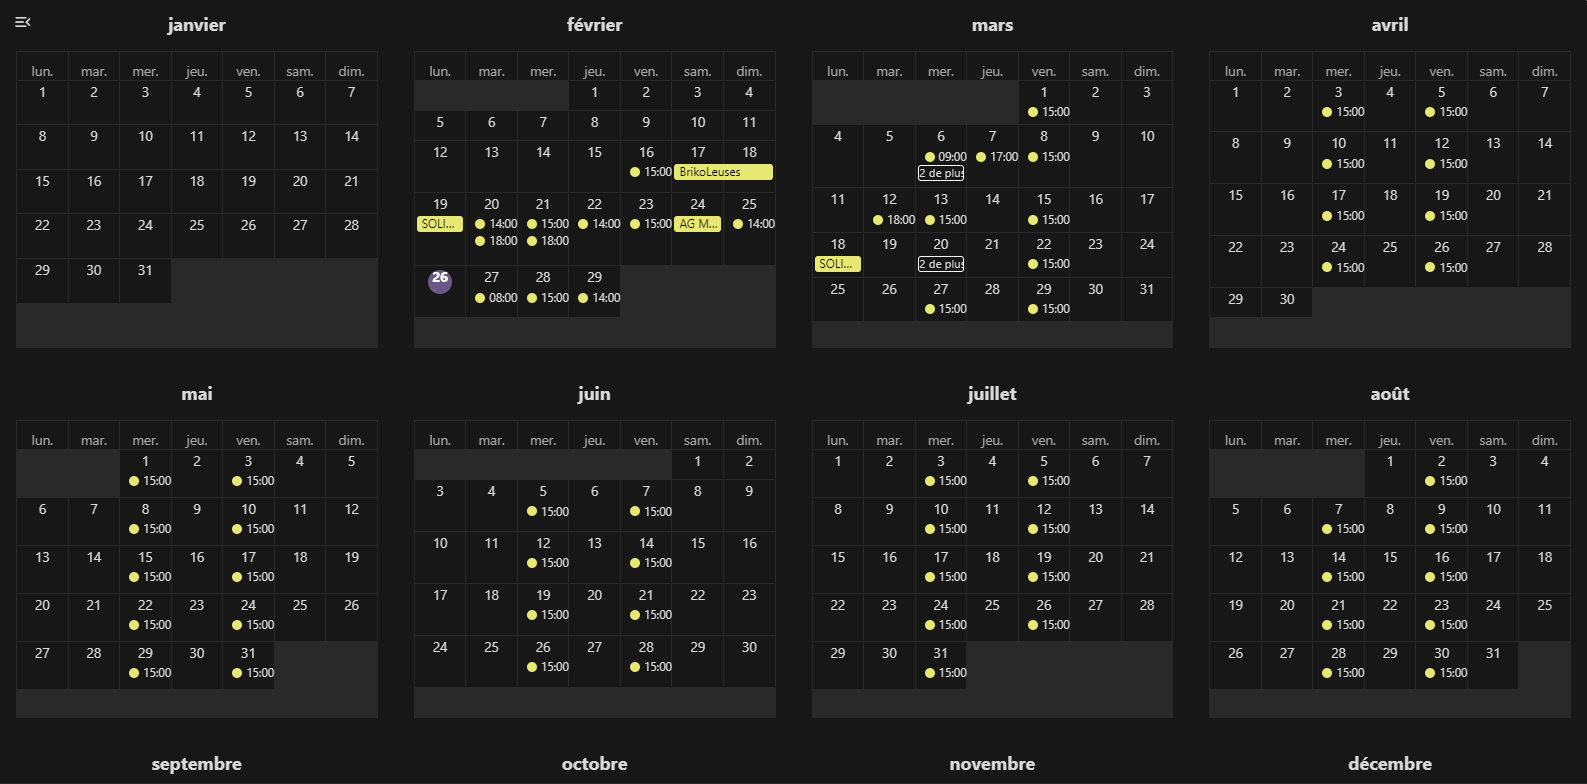 janvier
lun. mar. mer. jeu. ven. sam. dim.
1 2 3 4 5 6 7
8 9 10 11 12 13 14
15 16 17 18 19 20 21
22 23 24 25 26 27 28
29 30 31
février
lun. mar. mer. jeu. ven. sam. dim.
1 2 3 4
5 6 7 8 9 10 11
12 13 14 15 16 17 18
15:00 BrikoLeuses
19 20 21 22 23 24 25
SOLI... 14:00 15:00 14:00 15:00 AG M... 14:00
18:00 18:00
26 27 28 29
08:00 15:00 14:00
mars
lun. mar. mer. jeu. ven. sam. dim.
1 2 3
15:00
4 5 6 7 8 9 10
09:00 17:00 15:00
2 de plus
11 12 13 14 15 16 17
18:00 15:00 15:00
18 19 20 21 22 23 24
SOLI... 2 de plus 15:00
25 26 27 28 29 30 31
15:00 15:00
avril
lun. mar. mer. jeu. ven. sam. dim.
1 2 3 4 5 6 7
15:00 15:00
8 9 10 11 12 13 14
15:00 15:00
15 16 17 18 19 20 21
15:00 15:00
22 23 24 25 26 27 28
15:00 15:00
29 30
mai
lun. mar. mer. jeu. ven. sam. dim.
1 2 3 4 5
15:00 15:00
6 7 8 9 10 11 12
15:00 15:00
13 14 15 16 17 18 19
15:00 15:00
20 21 22 23 24 25 26
15:00 15:00
27 28 29 30 31
15:00 15:00
juin
lun. mar. mer. jeu. ven. sam. dim.
1 2
3 4 5 6 7 8 9
15:00 15:00
10 11 12 13 14 15 16
15:00 15:00
17 18 19 20 21 22 23
15:00 15:00
24 25 26 27 28 29 30
15:00 15:00
juillet
lun. mar. mer. jeu. ven. sam. dim.
1 2 3 4 5 6 7
15:00 15:00
8 9 10 11 12 13 14
15:00 15:00
15 16 17 18 19 20 21
15:00 15:00
22 23 24 25 26 27 28
15:00 15:00
29 30 31
15:00
août
lun. mar. mer. jeu. ven. sam. dim.
1 2 3 4
15:00
5 6 7 8 9 10 11
15:00 15:00
12 13 14 15 16 17 18
15:00 15:00
19 20 21 22 23 24 25
15:00 15:00
26 27 28 29 30 31
15:00 15:00
septembre
octobre
novembre
décembre